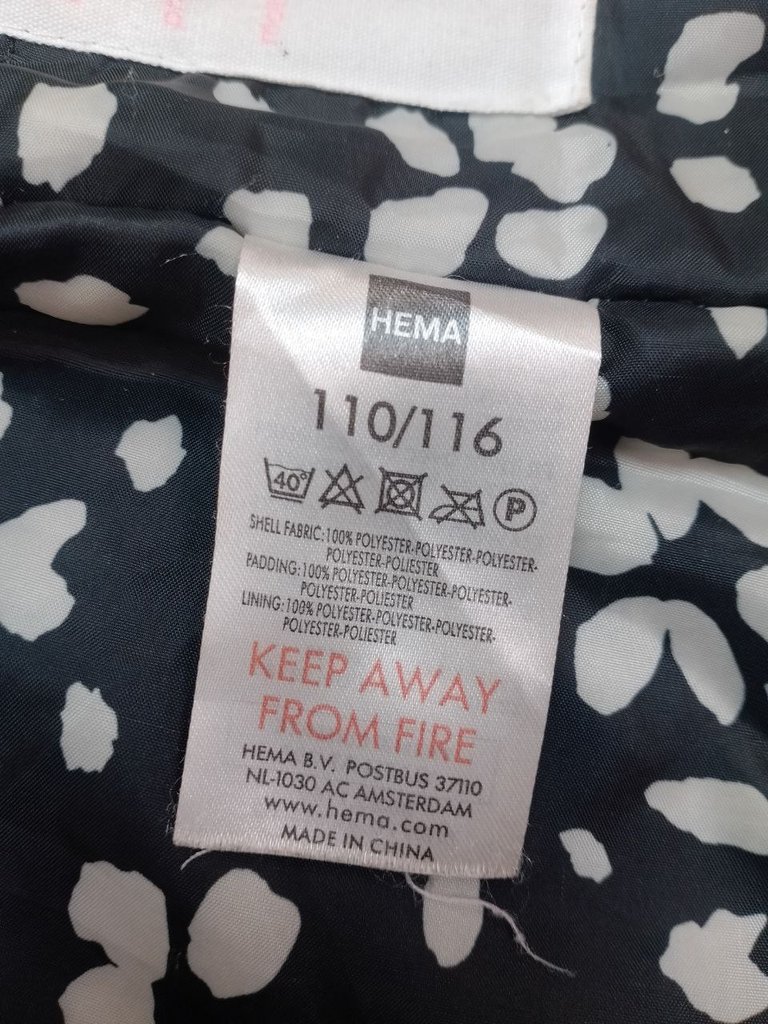 HEMA
110/116
40°
P
SHELL FABRIC:100% POLYESTER-POLYESTER-POLYESTER-
POLYESTER-POLIESTER
PADDING:100% POLYESTER-POLYESTER-POLYESTER-
POLYESTER-POLIESTER
LINING:100% POLYESTER-POLYESTER-POLYESTER-
POLYESTER-POLIESTER
KEEP AWAY
FROM FIRE
HEMA B.V. POSTBUS 37110
NL-1030 AC AMSTERDAM
www.hema.com
MADE IN CHINA